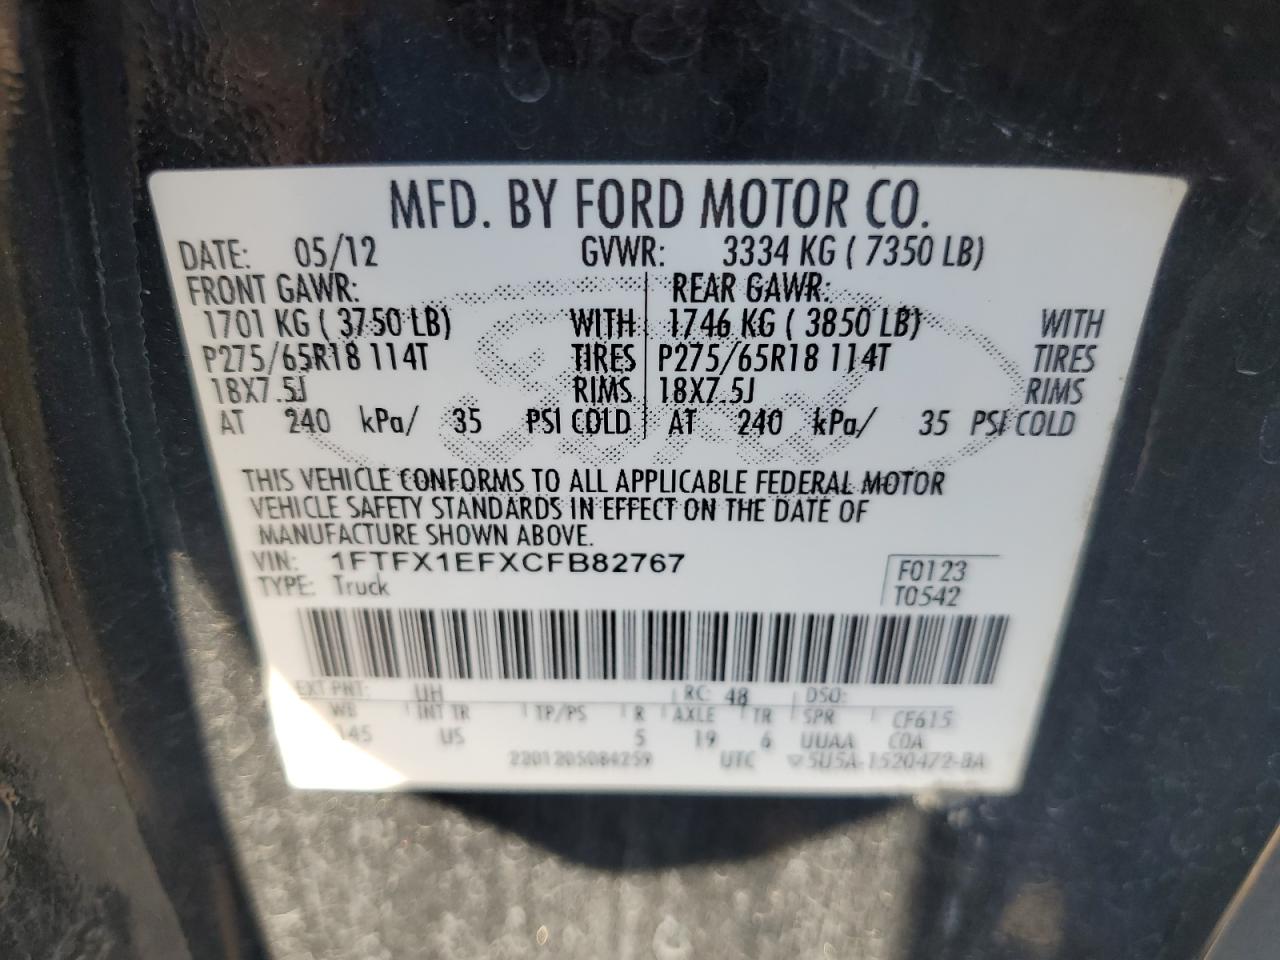 MFD. BY FORD MOTOR CO.
DATE: 05/12 GVWR: 3334 KG ( 7350 LB)
FRONT GAWR: REAR GAWR:
1701 KG ( 3750 LB) WITH 1746 KG ( 3850 LB) WITH
P275/65R18 114T TIRES P275/65R18 114T TIRES
18X7.5J RIMS 18X7.5J RIMS
AT 240 kPa/ 35 PSI COLD AT 240 kPa/ 35 PSI COLD
THIS VEHICLE CONFORMS TO ALL APPLICABLE FEDERAL MOTOR
VEHICLE SAFETY STANDARDS IN EFFECT ON THE DATE OF
MANUFACTURE SHOWN ABOVE.
VIN: 1FTFX1EFXCFB82767 F0123
TYPE: Truck T0542
EXT PNT: UH RC: 48 DSO:
WB INT TR TP/PS R AXLE TR SPR CF615
145 US 5 19 6 UUAA COA
2201205084259 UTC ▽ 5U5A-1520472-BA